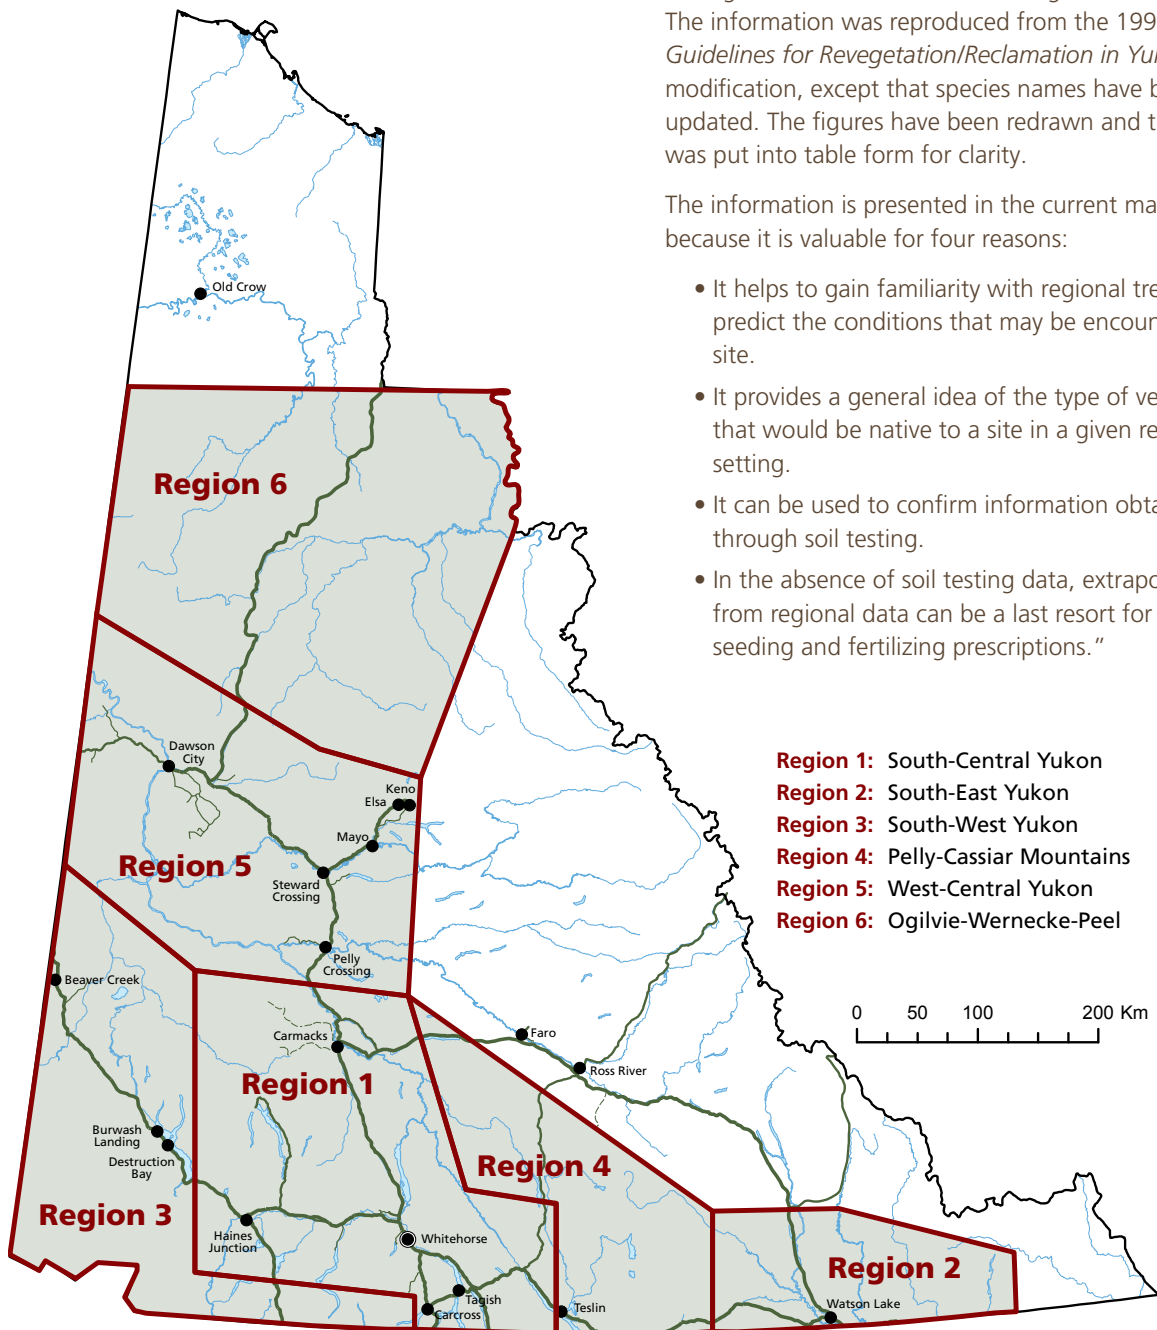 The information was reproduced from the 199
Guidelines for Revegetation/Reclamation in Yu
modification, except that species names have b
updated. The figures have been redrawn and t
was put into table form for clarity.
The information is presented in the current ma
because it is valuable for four reasons:
• It helps to gain familiarity with regional tre
predict the conditions that may be encoun
site.
• It provides a general idea of the type of ve
that would be native to a site in a given re
setting.
• It can be used to confirm information obta
through soil testing.
• In the absence of soil testing data, extrapo
from regional data can be a last resort for
seeding and fertilizing prescriptions."
Old Crow
Region 6
Dawson
City
Keno
Elsa
Mayo
Region 5
Steward
Crossing
Pelly
Crossing
Beaver Creek
Carmacks
Faro
Ross River
Region 1
Burwash
Landing
Destruction
Bay
Region 4
Region 3
Haines
Junction
Whitehorse
Region 2
Tagish
Carcross
Teslin
Watson Lake
Region 1: South-Central Yukon
Region 2: South-East Yukon
Region 3: South-West Yukon
Region 4: Pelly-Cassiar Mountains
Region 5: West-Central Yukon
Region 6: Ogilvie-Wernecke-Peel
0 50 100 200 Km